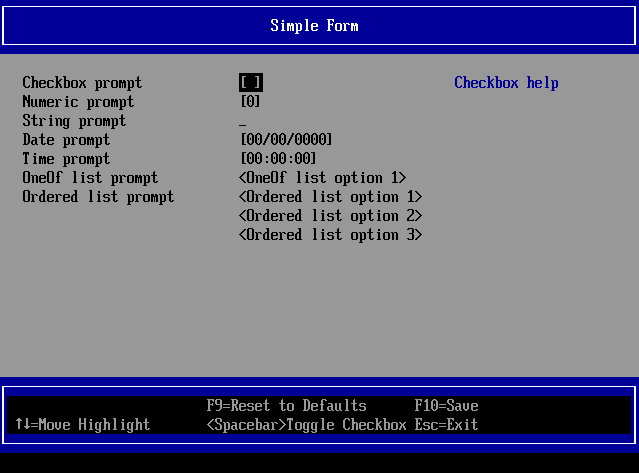 Simple Form
Checkbox prompt [ ] Checkbox help
Numeric prompt [0]
String prompt _
Date prompt [00/00/0000]
Time prompt [00:00:00]
OneOf list prompt <OneOf list option 1>
Ordered list prompt <Ordered list option 1>
<Ordered list option 2>
<Ordered list option 3>
F9=Reset to Defaults F10=Save
↑↓=Move Highlight <Spacebar>Toggle Checkbox Esc=Exit